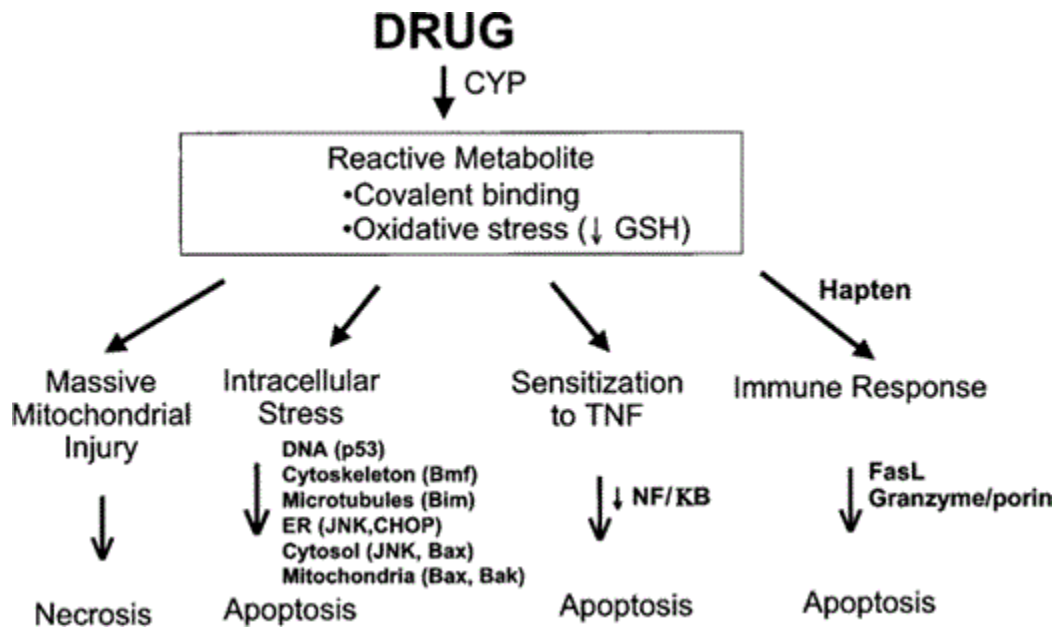 DRUG
CYP
Reactive Metabolite
•Covalent binding
•Oxidative stress (↓ GSH)
Hapten
Massive
Mitochondrial
Injury
Necrosis
Intracellular
Stress
DNA (p53)
Cytoskeleton (Bmf)
Microtubules (Bim)
ER (JNK,CHOP)
Cytosol (JNK, Bax)
Mitochondria (Bax, Bak)
Apoptosis
Sensitization
to TNF
↓ NF/KB
Apoptosis
Immune Response
FasL
Granzyme/porin
Apoptosis